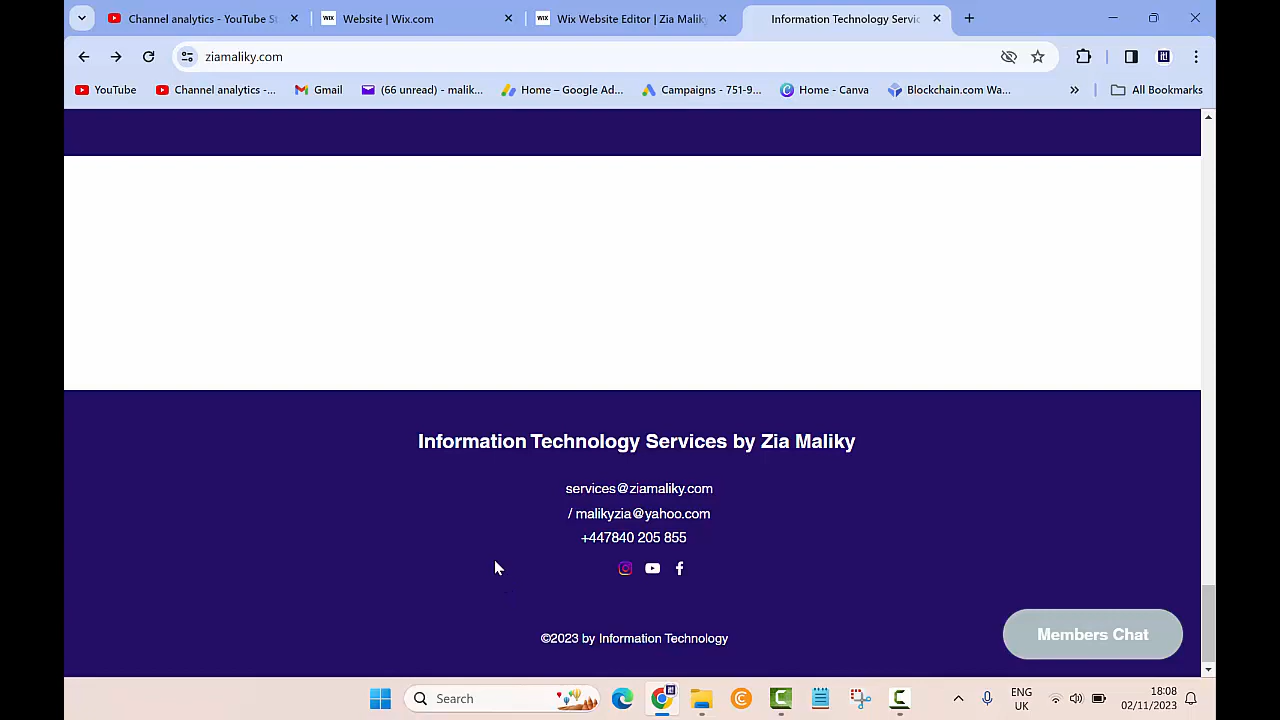 Channel analytics - YouTube St
Website | Wix.com
Wix Website Editor | Zia Maliky
Information Technology Servic
ziamaliky.com
YouTube
Channel analytics -...
Gmail
(66 unread) - malik...
Home – Google Ad...
Campaigns - 751-9...
Home - Canva
Blockchain.com Wa...
All Bookmarks
Information Technology Services by Zia Maliky
services@ziamaliky.com
/ malikyzia@yahoo.com
+447840 205 855
©2023 by Information Technology
Members Chat
Search
ENG
UK
18:08
02/11/2023